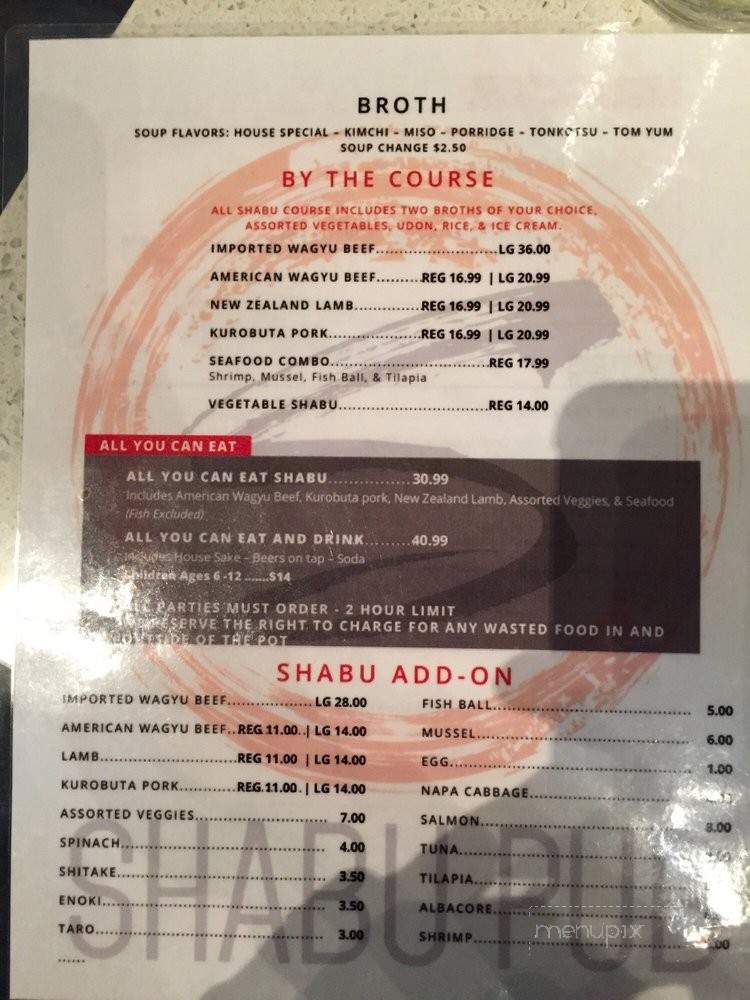 BROTH
SOUP FLAVORS: HOUSE SPECIAL – KIMCHI – MISO – PORRIDGE – TONKOTSU – TOM YUM
SOUP CHANGE $2.50
BY THE COURSE
ALL SHABU COURSE INCLUDES TWO BROTHS OF YOUR CHOICE,
ASSORTED VEGETABLES, UDON, RICE, & ICE CREAM.
IMPORTED WAGYU BEEF..........................LG 36.00
AMERICAN WAGYU BEEF..........REG 16.99 | LG 20.99
NEW ZEALAND LAMB..............REG 16.99 | LG 20.99
KUROBUTA PORK...................REG 16.99 | LG 20.99
SEAFOOD COMBO.................................REG 17.99
Shrimp, Mussel, Fish Ball, & Tilapia
VEGETABLE SHABU...............................REG 14.00
ALL YOU CAN EAT
ALL YOU CAN EAT SHABU.................30.99
Includes American Wagyu Beef, Kurobuta pork, New Zealand Lamb, Assorted Veggies, & Seafood
(Fish Excluded)
ALL YOU CAN EAT AND DRINK..........40.99
Includes House Sake – Beers on tap – Soda
Children Ages 6 -12 .......$14
ALL PARTIES MUST ORDER - 2 HOUR LIMIT
RESERVE THE RIGHT TO CHARGE FOR ANY WASTED FOOD IN AND
OUTSIDE OF THE POT
SHABU ADD-ON
IMPORTED WAGYU BEEF.................. LG 28.00
AMERICAN WAGYU BEEF..REG 11.00 | LG 14.00
LAMB.............................REG 11.00 | LG 14.00
KUROBUTA PORK............REG 11.00 | LG 14.00
ASSORTED VEGGIES........................... 7.00
SPINACH.......................................... 4.00
SHITAKE........................................... 3.50
ENOKI.............................................. 3.50
TARO............................................... 3.00
......
FISH BALL........................................ 5.00
MUSSEL........................................... 6.00
EGG................................................ 1.00
NAPA CABBAGE.................................
SALMON.......................................... 8.00
TUNA..............................................
TILAPIA...........................................
ALBACORE.......................................
SHRIMP...........................................
SHABU PUB
menupix